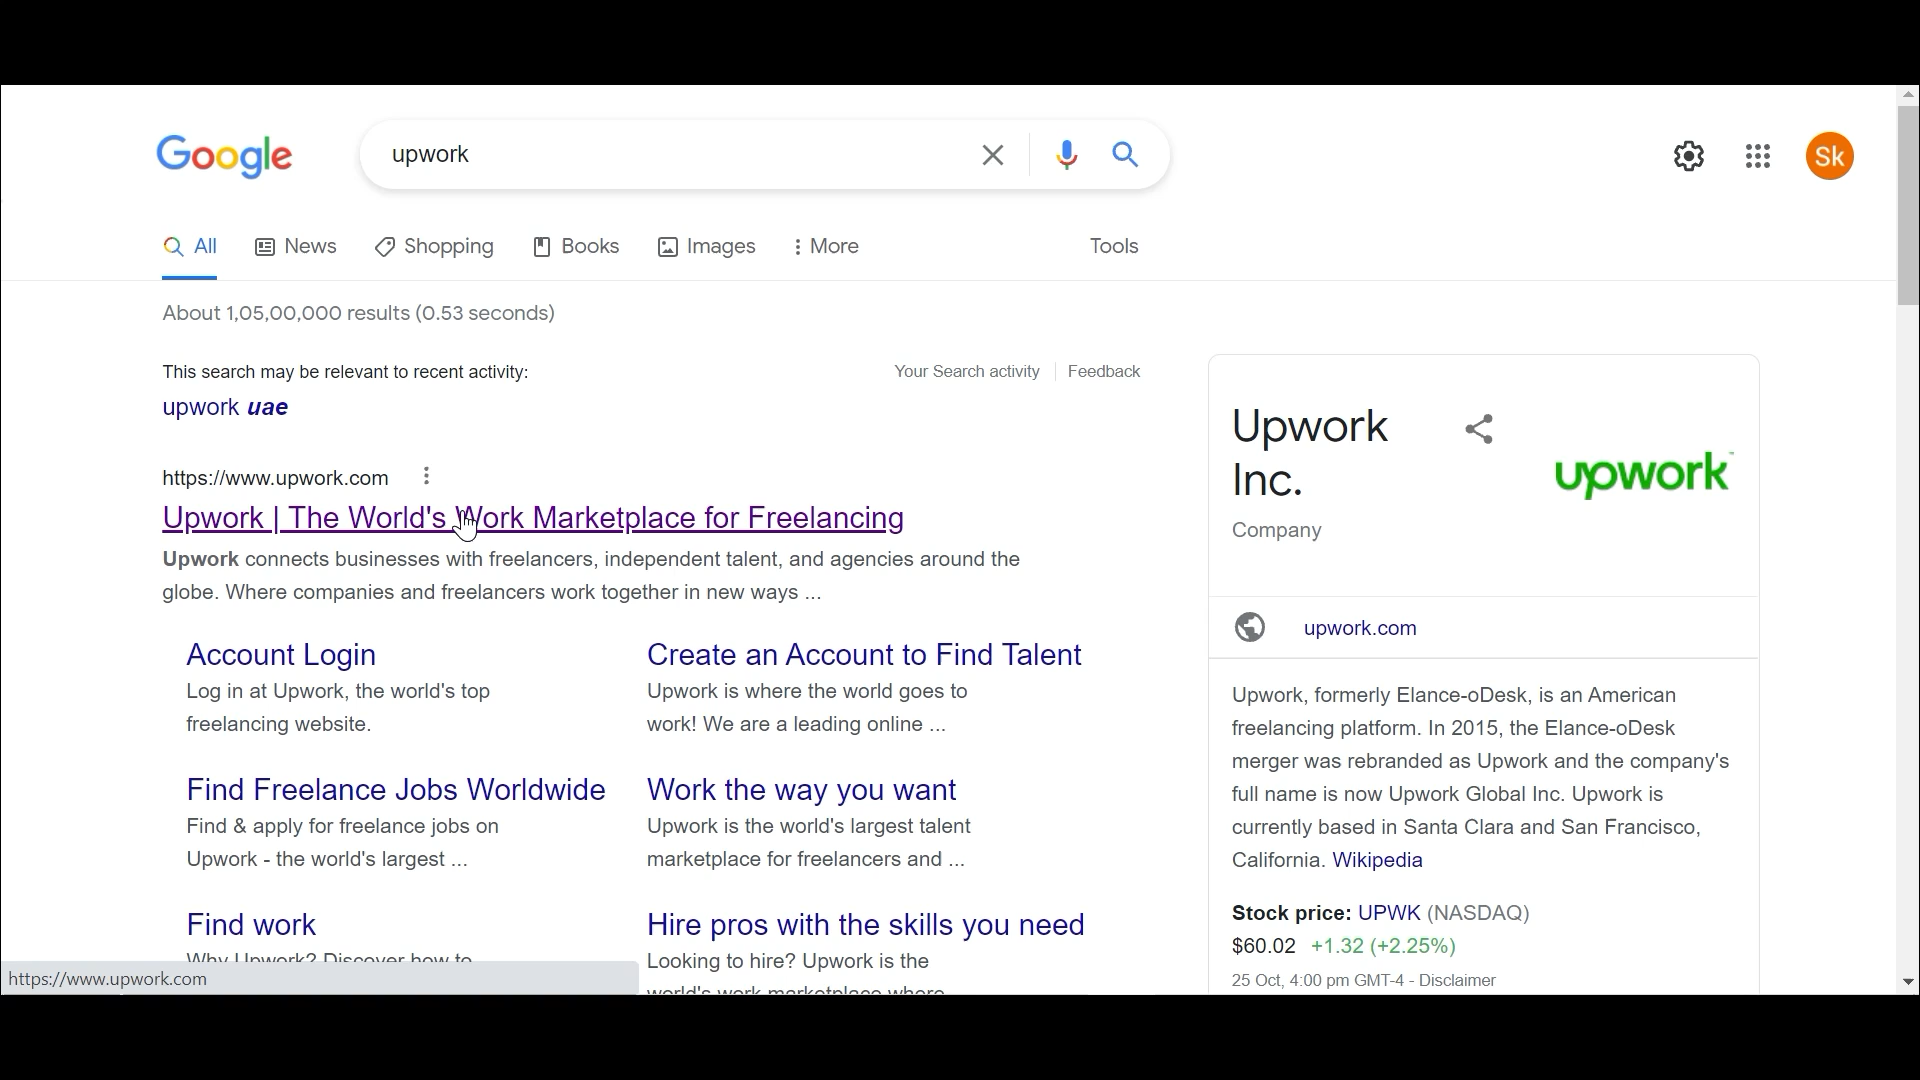 Google
upwork
Sk
All
News
Shopping
Books
Images
More
Tools
About 1,05,00,000 results (0.53 seconds)
This search may be relevant to recent activity:
Your Search activity
Feedback
upwork uae
https://www.upwork.com
Upwork | The World's Work Marketplace for Freelancing
Upwork connects businesses with freelancers, independent talent, and agencies around the
globe. Where companies and freelancers work together in new ways ...
Account Login
Log in at Upwork, the world's top
freelancing website.
Create an Account to Find Talent
Upwork is where the world goes to
work! We are a leading online ...
Find Freelance Jobs Worldwide
Find & apply for freelance jobs on
Upwork - the world's largest ...
Work the way you want
Upwork is the world's largest talent
marketplace for freelancers and ...
Find work
Why Upwork? Discover how to
Hire pros with the skills you need
Looking to hire? Upwork is the
world's work marketplace where
https://www.upwork.com
Upwork
Inc.
Company
upwork
upwork.com
Upwork, formerly Elance-oDesk, is an American
freelancing platform. In 2015, the Elance-oDesk
merger was rebranded as Upwork and the company's
full name is now Upwork Global Inc. Upwork is
currently based in Santa Clara and San Francisco,
California. Wikipedia
Stock price: UPWK (NASDAQ)
$60.02 +1.32 (+2.25%)
25 Oct, 4:00 pm GMT-4 - Disclaimer